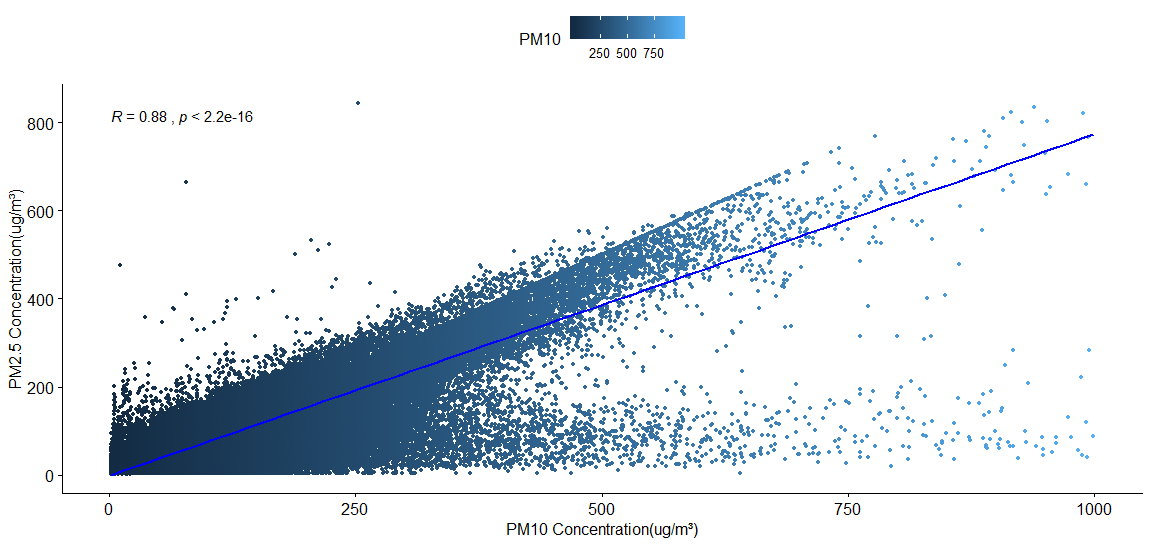 PM10
250 500 750
R = 0.88 , p < 2.2e-16
PM2.5 Concentration(ug/m³)
800
600
400
200
0
0 250 500 750 1000
PM10 Concentration(ug/m³)